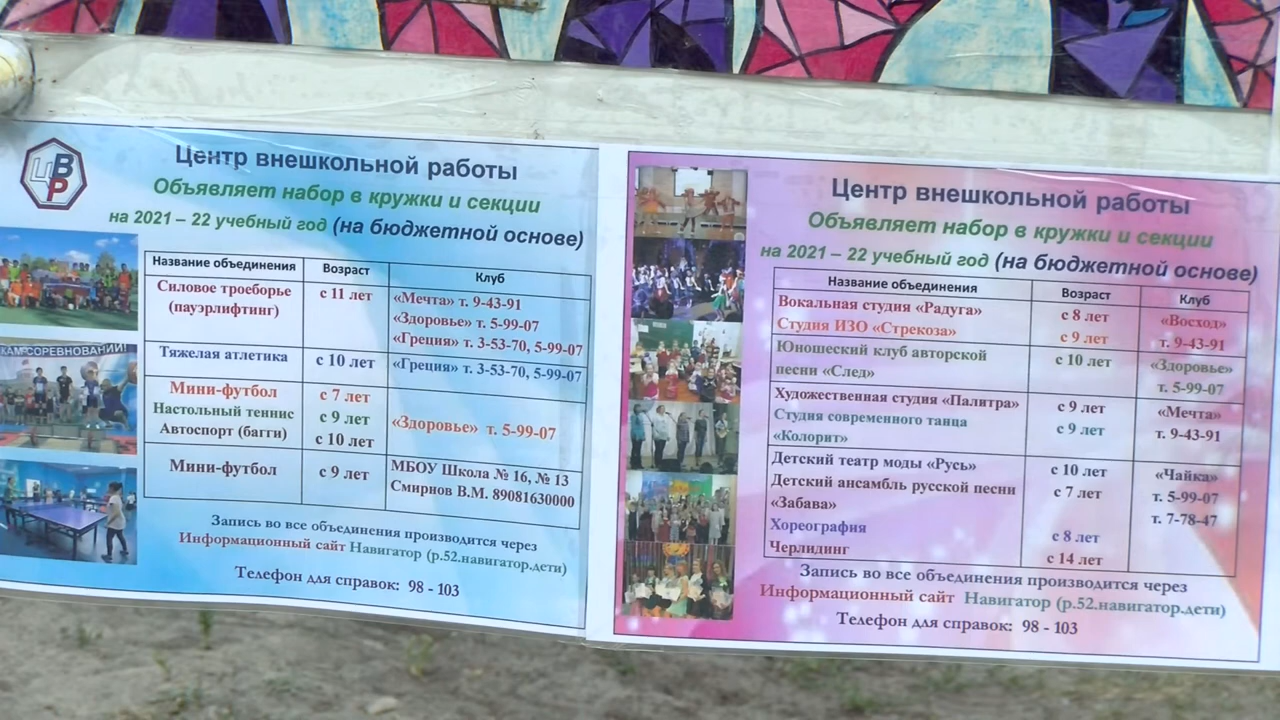 ЦВР
Центр внешкольной работы
Объявляет набор в кружки и секции
на 2021 – 22 учебный год (на бюджетной основе)
Название объединения Возраст Клуб
Силовое троеборье (пауэрлифтинг) с 11 лет «Мечта» т. 9-43-91
«Здоровье» т. 5-99-07
«Греция» т. 3-53-70, 5-99-07
Тяжелая атлетика с 10 лет «Греция» т. 3-53-70, 5-99-07
Мини-футбол с 7 лет
Настольный теннис с 9 лет «Здоровье» т. 5-99-07
Автоспорт (багги) с 10 лет
Мини-футбол с 9 лет МБОУ Школа № 16, № 13
Смирнов В.М. 89081630000
Запись во все объединения производится через
Информационный сайт Навигатор (р.52.навигатор.дети)
Телефон для справок: 98 - 103
КАМ СОРЕВНОВАНИЙ!
Центр внешкольной работы
Объявляет набор в кружки и секции
на 2021 – 22 учебный год (на бюджетной основе)
Название объединения Возраст Клуб
Вокальная студия «Радуга» с 8 лет «Восход»
Студия ИЗО «Стрекоза» с 9 лет т. 9-43-91
Юношеский клуб авторской с 10 лет «Здоровье»
песни «След» т. 5-99-07
Художественная студия «Палитра» с 9 лет «Мечта»
Студия современного танца с 9 лет т. 9-43-91
«Колорит»
Детский театр моды «Русь» с 10 лет «Чайка»
Детский ансамбль русской песни с 7 лет т. 5-99-07
«Забава» т. 7-78-47
Хореография с 8 лет
Черлидинг с 14 лет
Запись во все объединения производится через
Информационный сайт Навигатор (р.52.навигатор.дети)
Телефон для справок: 98 - 103